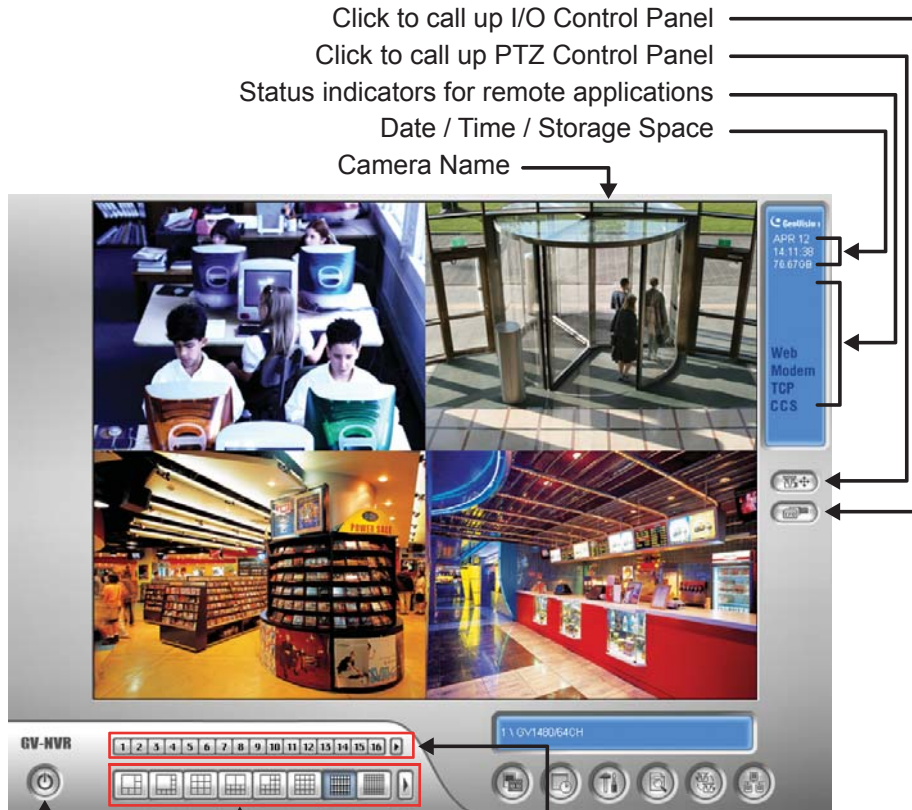 Click to call up I/O Control Panel
Click to call up PTZ Control Panel
Status indicators for remote applications
Date / Time / Storage Space
Camera Name
GeoVision
APR 12
14:11:38
76.67GB
Web
Modem
TCP
CCS
POWER SALE
GV-NVR
1 2 3 4 5 6 7 8 9 10 11 12 13 14 15 16
1 \ GV1480/64CH